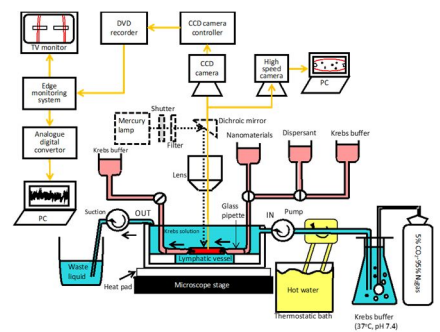 TV monitor
DVD
recorder
CCD camera
controller
CCD
camera
High
speed
camera
PC
Edge
monitoring
system
Analogue
digital
convertor
PC
Mercury
lamp
Shutter
Filter
Dichroic mirror
Lens
Krebs buffer
Nanomaterials
Dispersant
Krebs buffer
Glass
pipette
Suction
OUT
Krebs solution
IN
Pump
Lymphatic vessel
Waste
liquid
Heat pad
Microscope stage
Hot water
Thermostatic bath
Krebs buffer
(37°C, pH 7.4)
5% CO₂-95% N₂gas